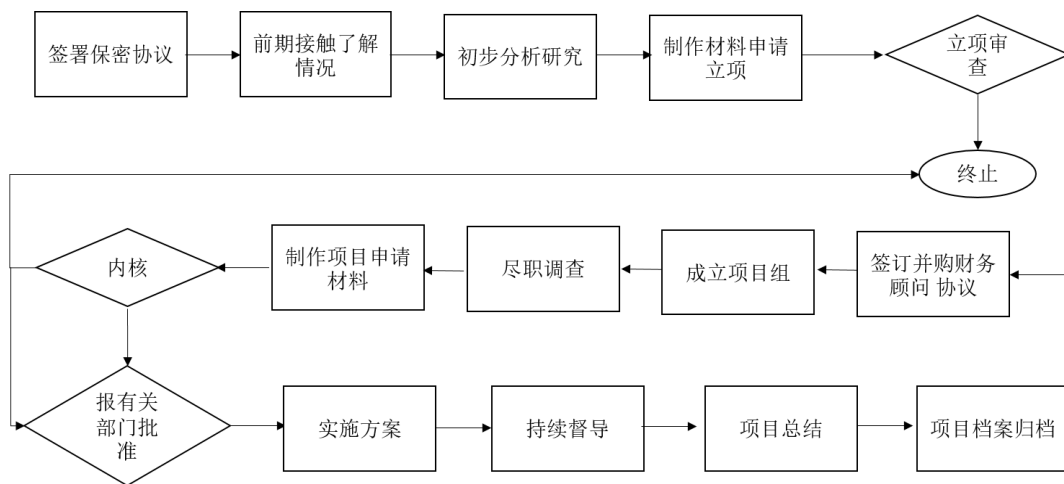 签署保密协议
前期接触了解
情况
初步分析研究
制作材料申请
立项
立项审
查
终止
内核
制作项目申请
材料
尽职调查
成立项目组
签订并购财务
顾问 协议
报有关
部门批
准
实施方案
持续督导
项目总结
项目档案归档